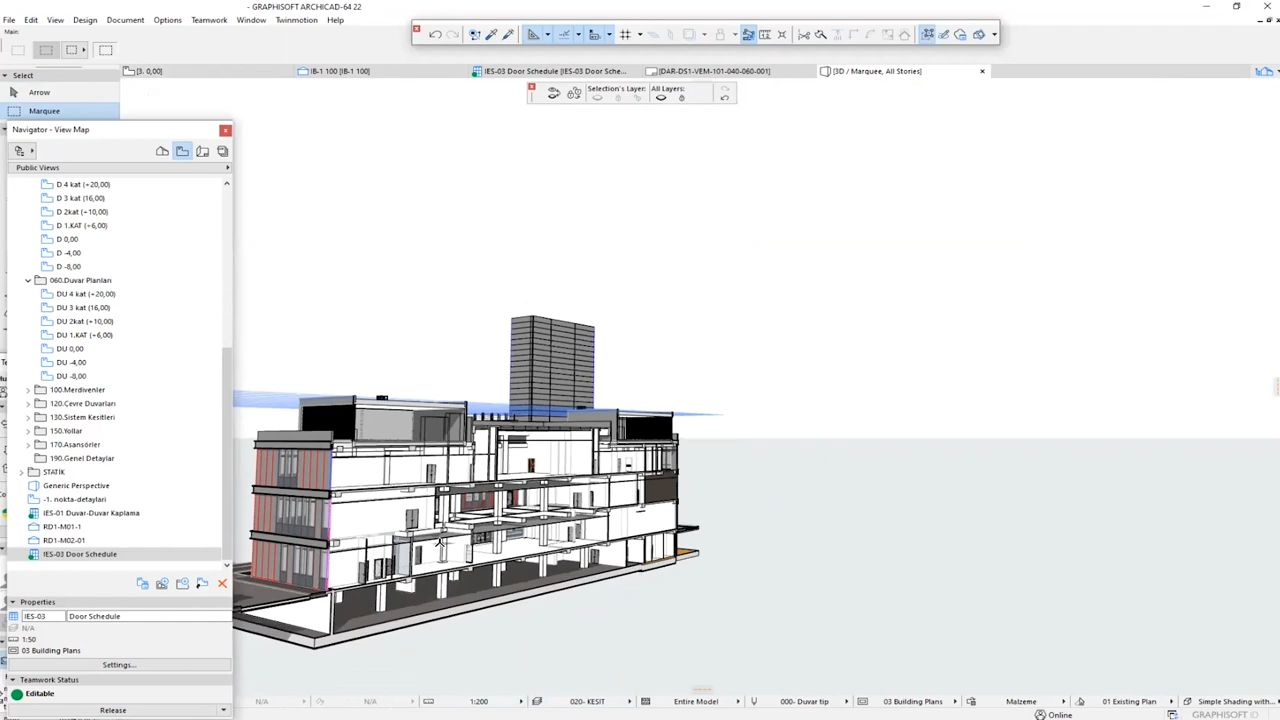 - GRAPHISOFT ARCHICAD-64 22
File Edit View Design Document Options Teamwork Window Twinmotion Help
Main
[3. 0,00] IB-1 100 [IB-1 100] IES-03 Door Schedule [IES-03 Door Sche... [DAR-DS1-VEM-101-040-060-001] [3D / Marquee, All Stories]
Select
Selection's Layer: All Layers:
Arrow
Marquee
Navigator - View Map
Public Views
D 4 kat (+20,00)
D 3 kat (16,00)
D 2kat (+10,00)
D 1.KAT (+6,00)
D 0,00
D -4,00
D -8,00
060.Duvar Planları
DU 4 kat (+20,00)
DU 3 kat (16,00)
DU 2kat (+10,00)
DU 1.KAT (+6,00)
DU 0,00
DU -4,00
DU -8,00
100.Merdivenler
120.Çevre Duvarları
130.Sistem Kesitleri
150.Yollar
170.Asansörler
190.Genel Detaylar
STATİK
Generic Perspective
-1. nokta-detaylari
IES-01 Duvar-Duvar Kaplama
RD1-M01-1
RD1-M02-01
IES-03 Door Schedule
Properties
IES-03 Door Schedule
N/A
1:50
03 Building Plans
Settings...
Teamwork Status
Editable
Release
N/A N/A 1:200 020- KESIT Entire Model 000- Duvar tip 03 Building Plans Malzeme 01 Existing Plan Simple Shading with...
Online GRAPHISOFT ID